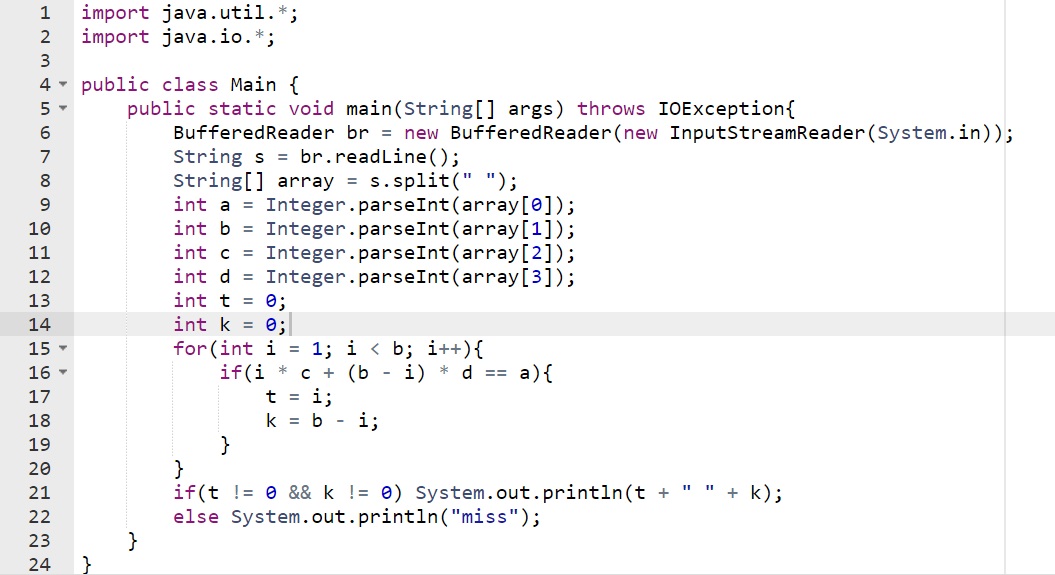 1 import java.util.*;
2 import java.io.*;
3
4 public class Main {
5 public static void main(String[] args) throws IOException{
6 BufferedReader br = new BufferedReader(new InputStreamReader(System.in));
7 String s = br.readLine();
8 String[] array = s.split(" ");
9 int a = Integer.parseInt(array[0]);
10 int b = Integer.parseInt(array[1]);
11 int c = Integer.parseInt(array[2]);
12 int d = Integer.parseInt(array[3]);
13 int t = 0;
14 int k = 0;
15 for(int i = 1; i < b; i++){
16 if(i * c + (b - i) * d == a){
17 t = i;
18 k = b - i;
19 }
20 }
21 if(t != 0 && k != 0) System.out.println(t + " " + k);
22 else System.out.println("miss");
23 }
24 }